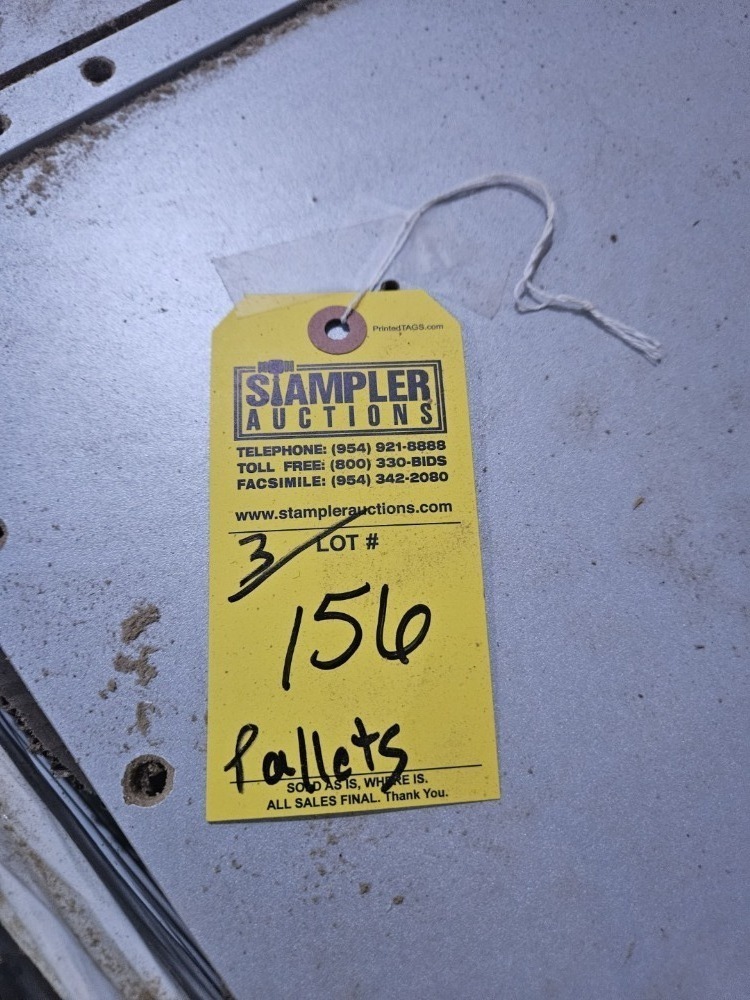 PrintedTAGS.com
STAMPLER
AUCTIONS
TELEPHONE: (954) 921-8888
TOLL FREE: (800) 330-BIDS
FACSIMILE: (954) 342-2080
www.stamplerauctions.com
3/ LOT #
156
Pallets
SOLD AS IS, WHERE IS.
ALL SALES FINAL. Thank You.